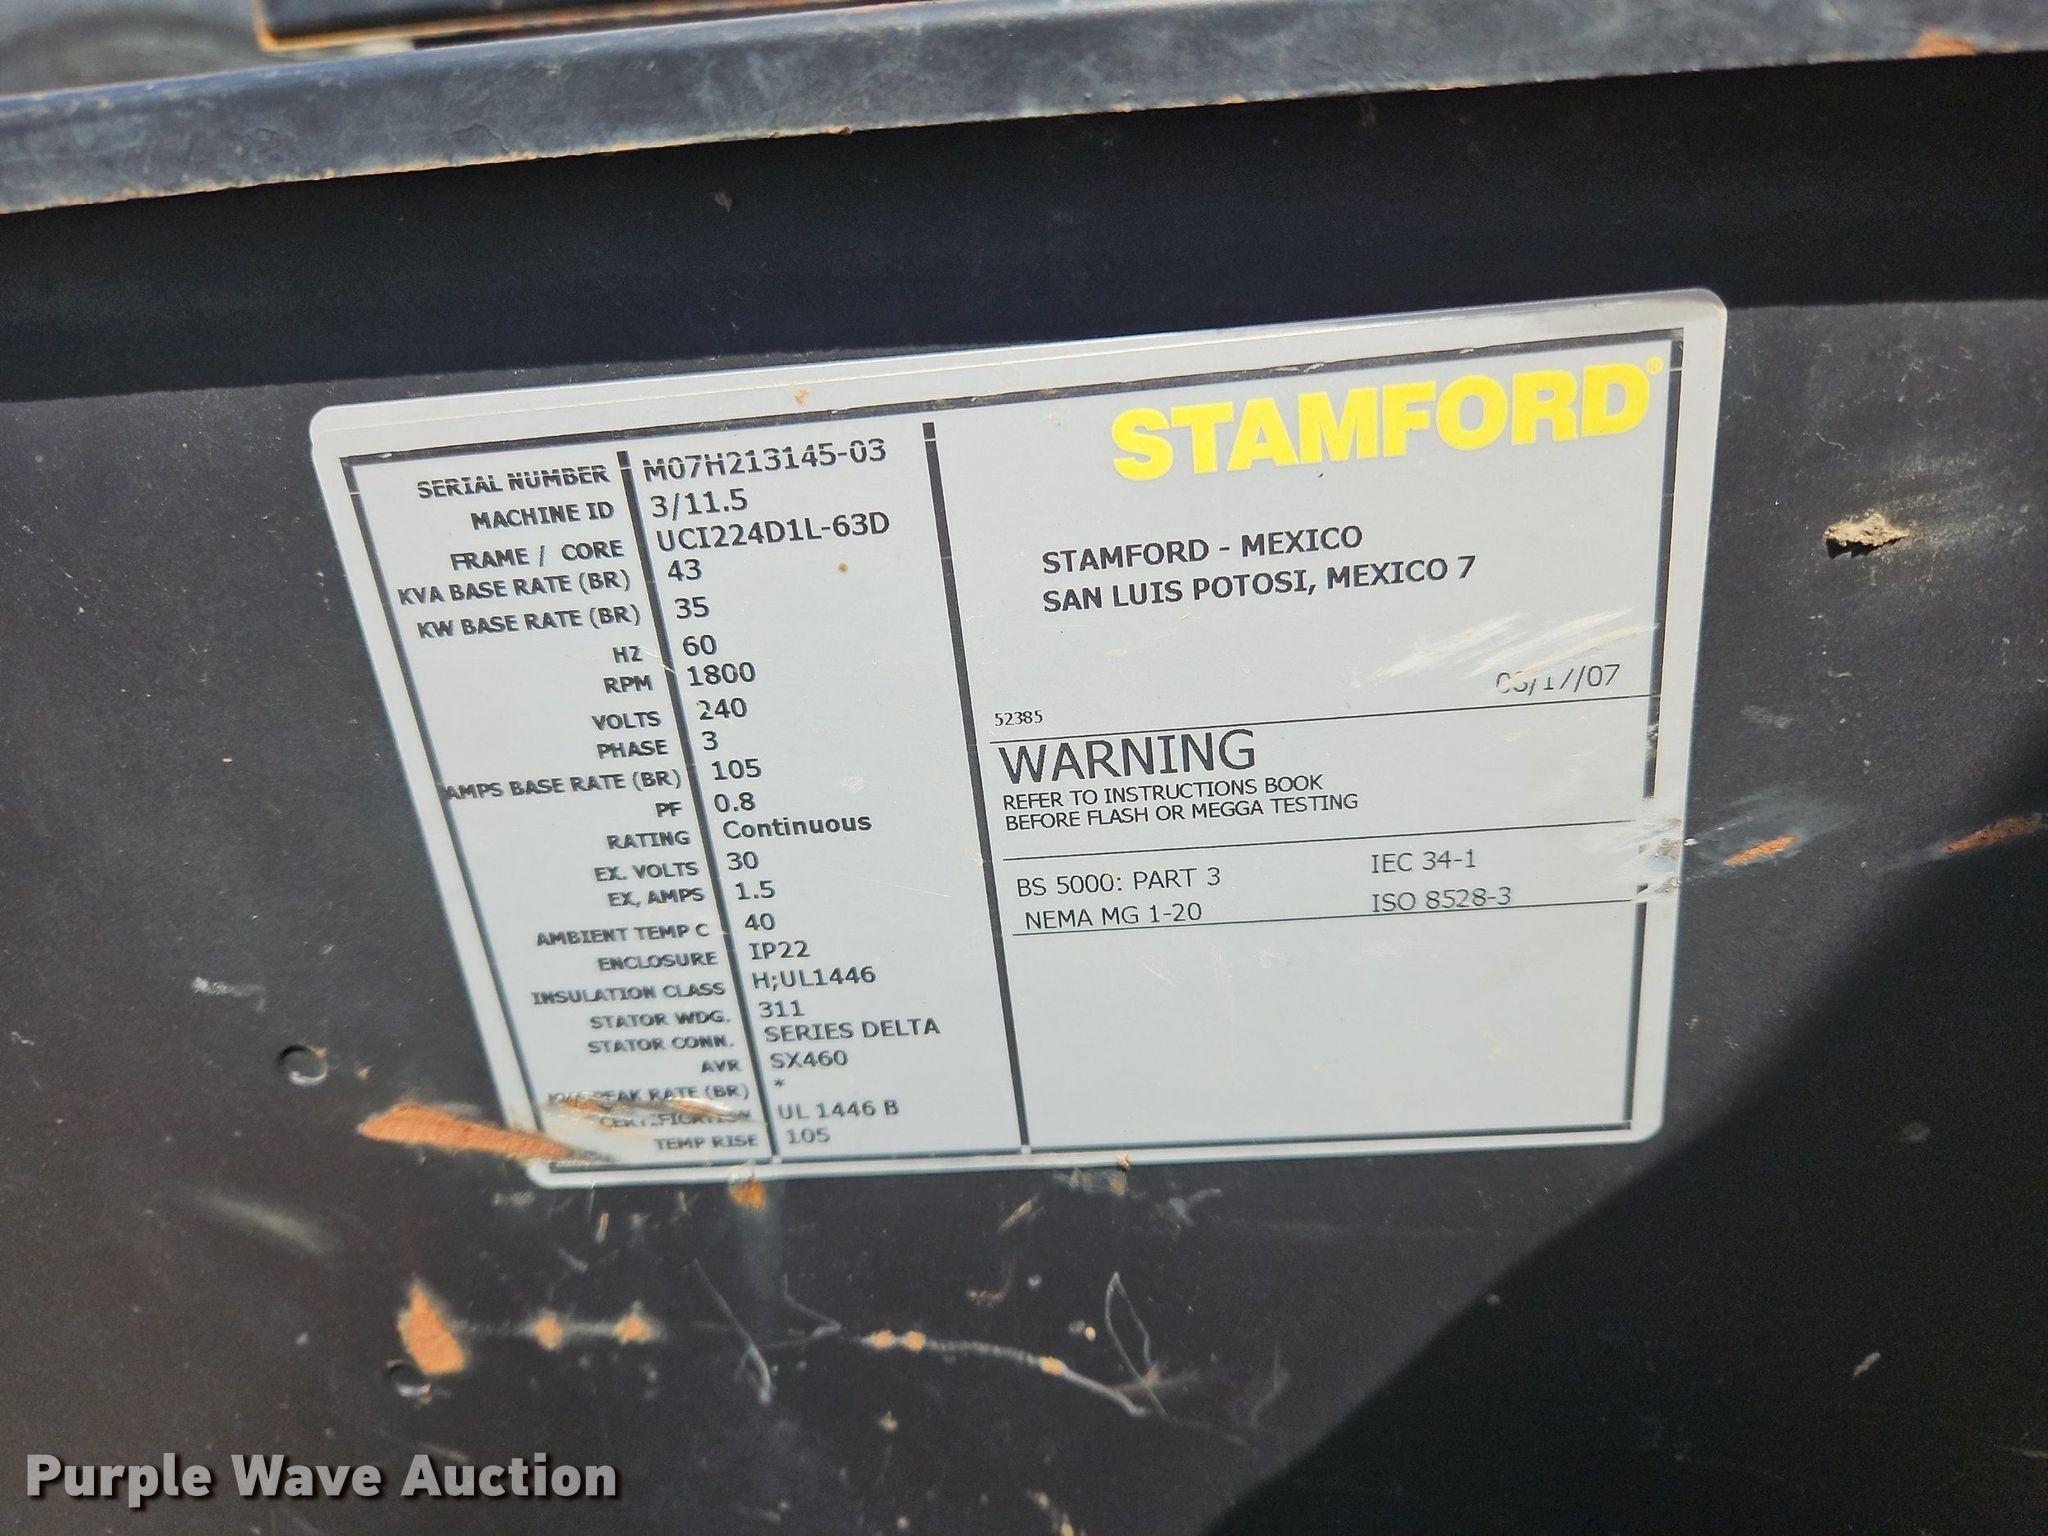 STAMFORD®
SERIAL NUMBER M07H213145-03
MACHINE ID 3/11.5
FRAME / CORE UCI224D1L-63D
KVA BASE RATE (BR) 43
KW BASE RATE (BR) 35
HZ 60
RPM 1800
VOLTS 240
PHASE 3
AMPS BASE RATE (BR) 105
PF 0.8
RATING Continuous
EX. VOLTS 30
EX, AMPS 1.5
AMBIENT TEMP C 40
ENCLOSURE IP22
INSULATION CLASS H;UL1446
STATOR WDG. 311
STATOR CONN. SERIES DELTA
AVR SX460
PEAK RATE (BR) *
CERTIFICATION UL 1446 B
TEMP RISE 105
STAMFORD - MEXICO
SAN LUIS POTOSI, MEXICO 7
52385
WARNING
REFER TO INSTRUCTIONS BOOK
BEFORE FLASH OR MEGGA TESTING
BS 5000: PART 3 IEC 34-1
NEMA MG 1-20 ISO 8528-3
Purple Wave Auction